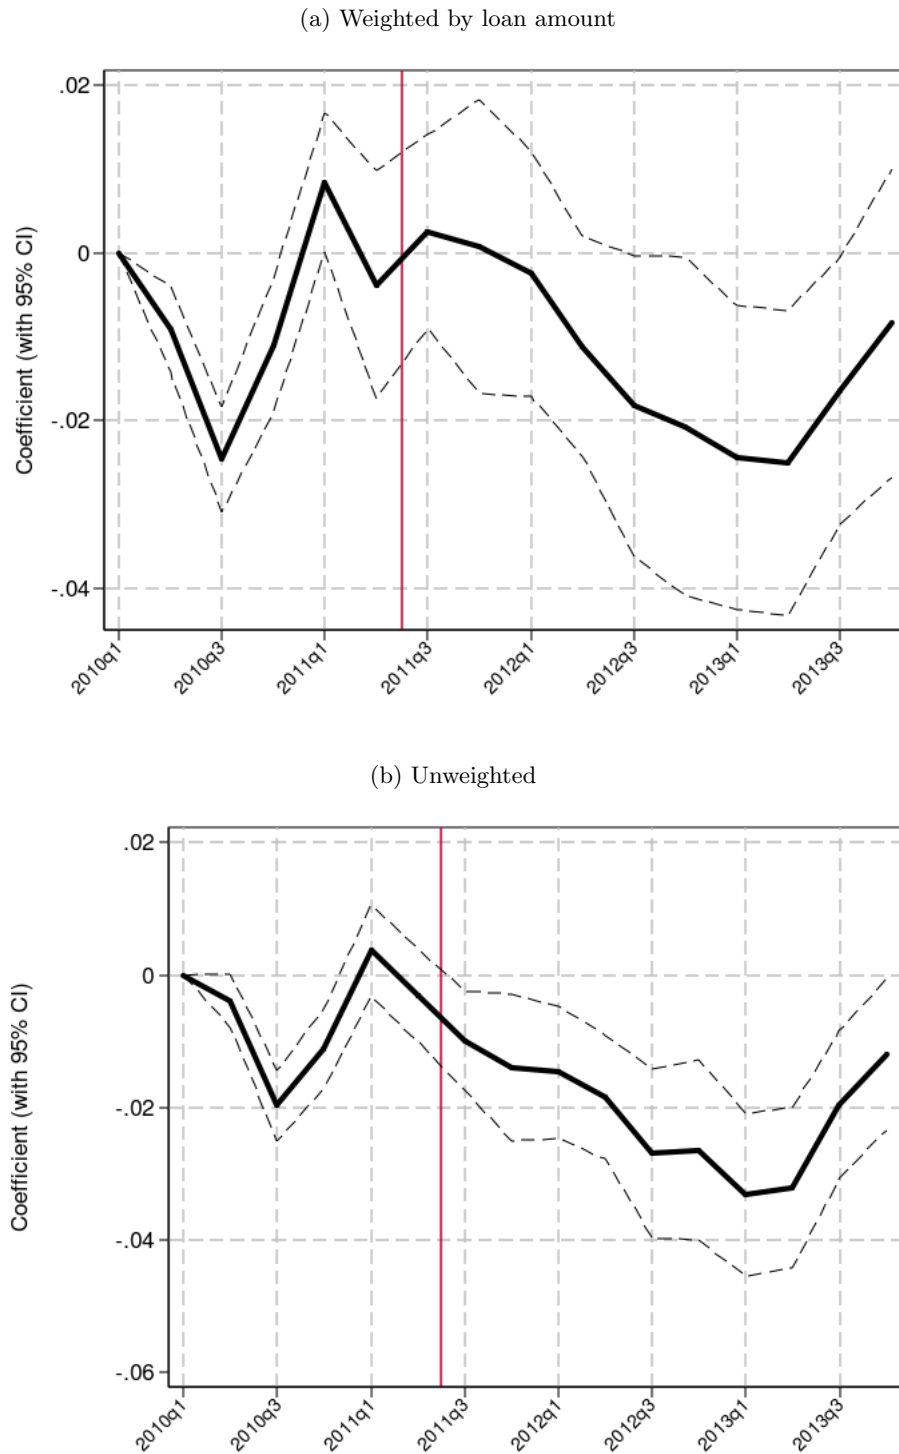 (a) Weighted by loan amount
Coefficient (with 95% CI)
.02
0
-.02
-.04
2010q1
2010q3
2011q1
2011q3
2012q1
2012q3
2013q1
2013q3
(b) Unweighted
Coefficient (with 95% CI)
.02
0
-.02
-.04
-.06
2010q1
2010q3
2011q1
2011q3
2012q1
2012q3
2013q1
2013q3